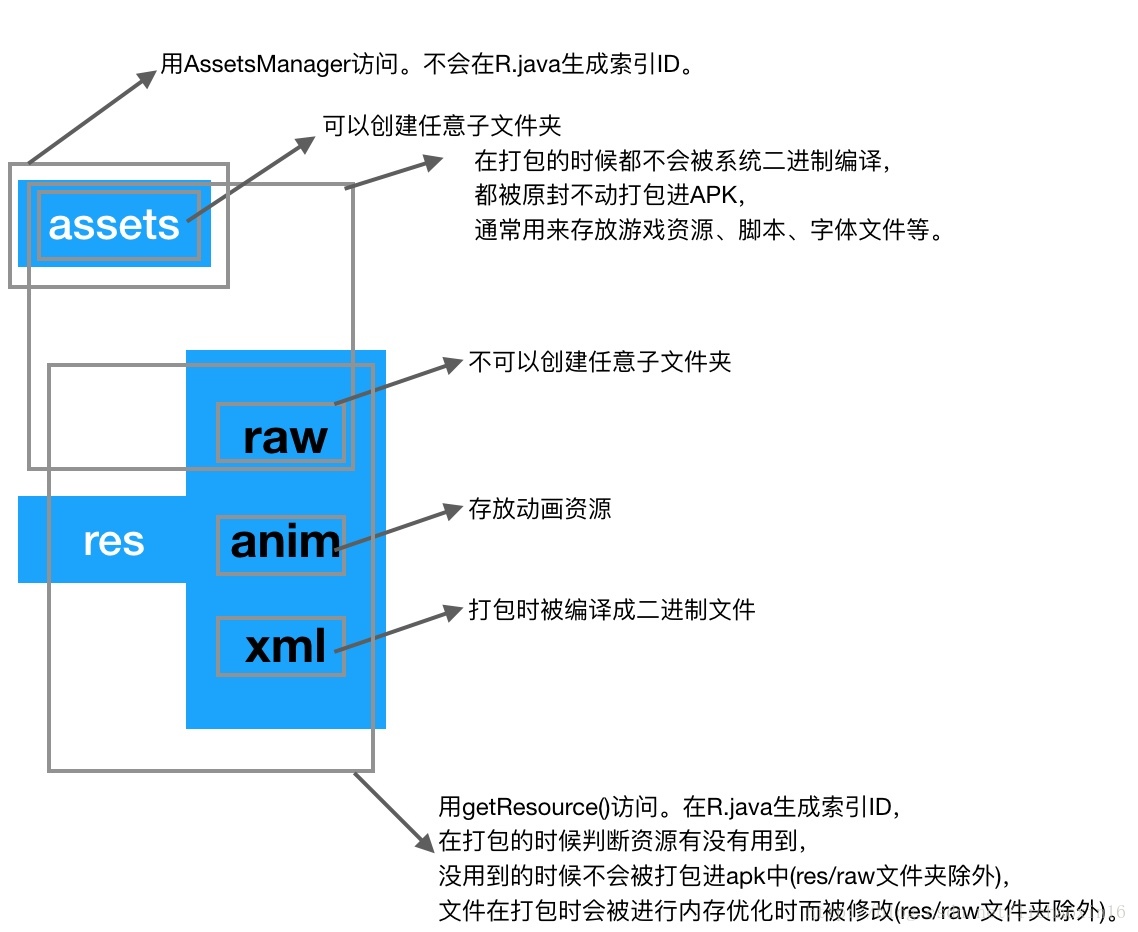 用AssetsManager访问。不会在R.java生成索引ID。
可以创建任意子文件夹
在打包的时候都不会被系统二进制编译,
都被原封不动打包进APK,
通常用来存放游戏资源、脚本、字体文件等。
assets
不可以创建任意子文件夹
raw
存放动画资源
res
anim
打包时被编译成二进制文件
xml
用getResource()访问。在R.java生成索引ID,
在打包的时候判断资源有没有用到,
没用到的时候不会被打包进apk中(res/raw文件夹除外),
文件在打包时会被进行内存优化时而被修改(res/raw文件夹除外)。